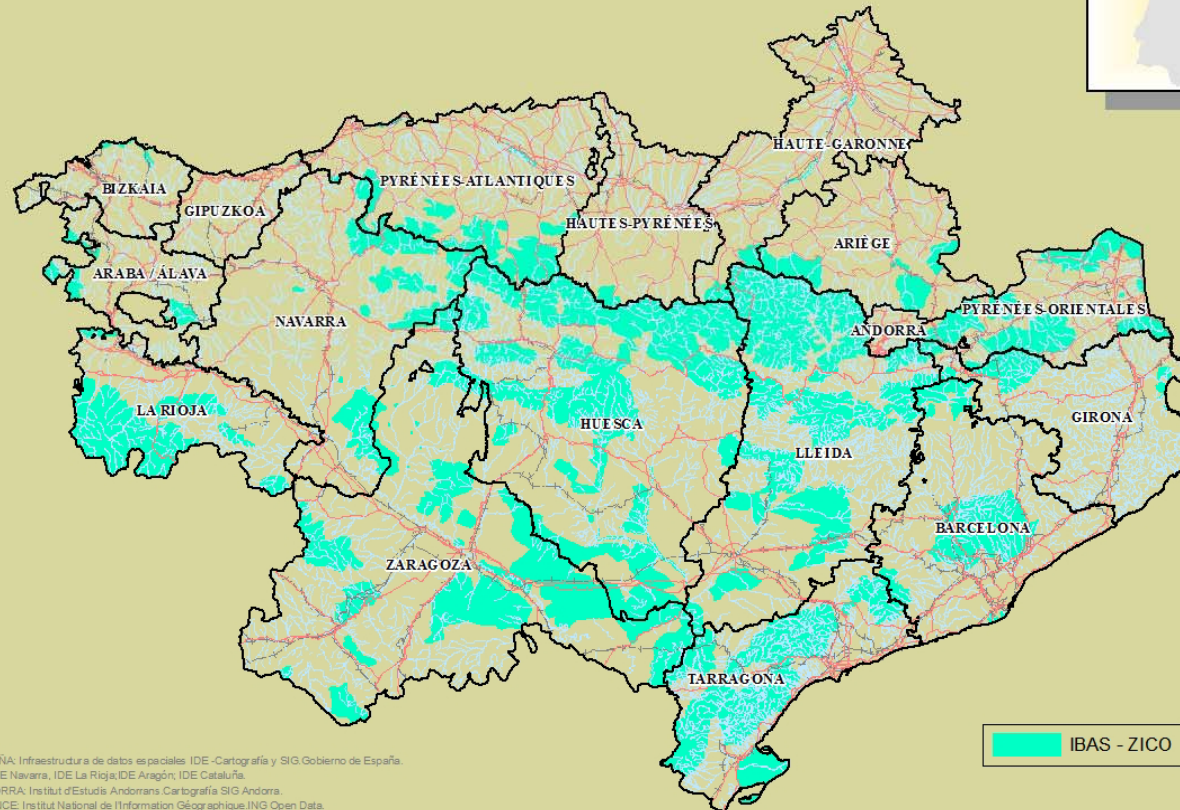 HAUTE-GARONNE
PYRÉNÉES-ATLANTIQUES
BIZKAIA
GIPUZKOA
HAUTES-PYRÉNÉES
ARIÈGE
ARABA / ÁLAVA
NAVARRA
ANDORRA
PYRÉNÉES-ORIENTALES
LA RIOJA
HUESCA
GIRONA
LLEIDA
BARCELONA
ZARAGOZA
TARRAGONA
IBAS - ZICO
ÑA: Infraestructura de datos espaciales IDE -Cartografía y SIG.Gobierno de España.
E Navarra, IDE La Rioja;IDE Aragón; IDE Cataluña.
RRA: Institut d'Estudis Andorrans.Cartografía SIG Andorra.
NCE: Institut National de l'Information Géographique.ING Open Data.